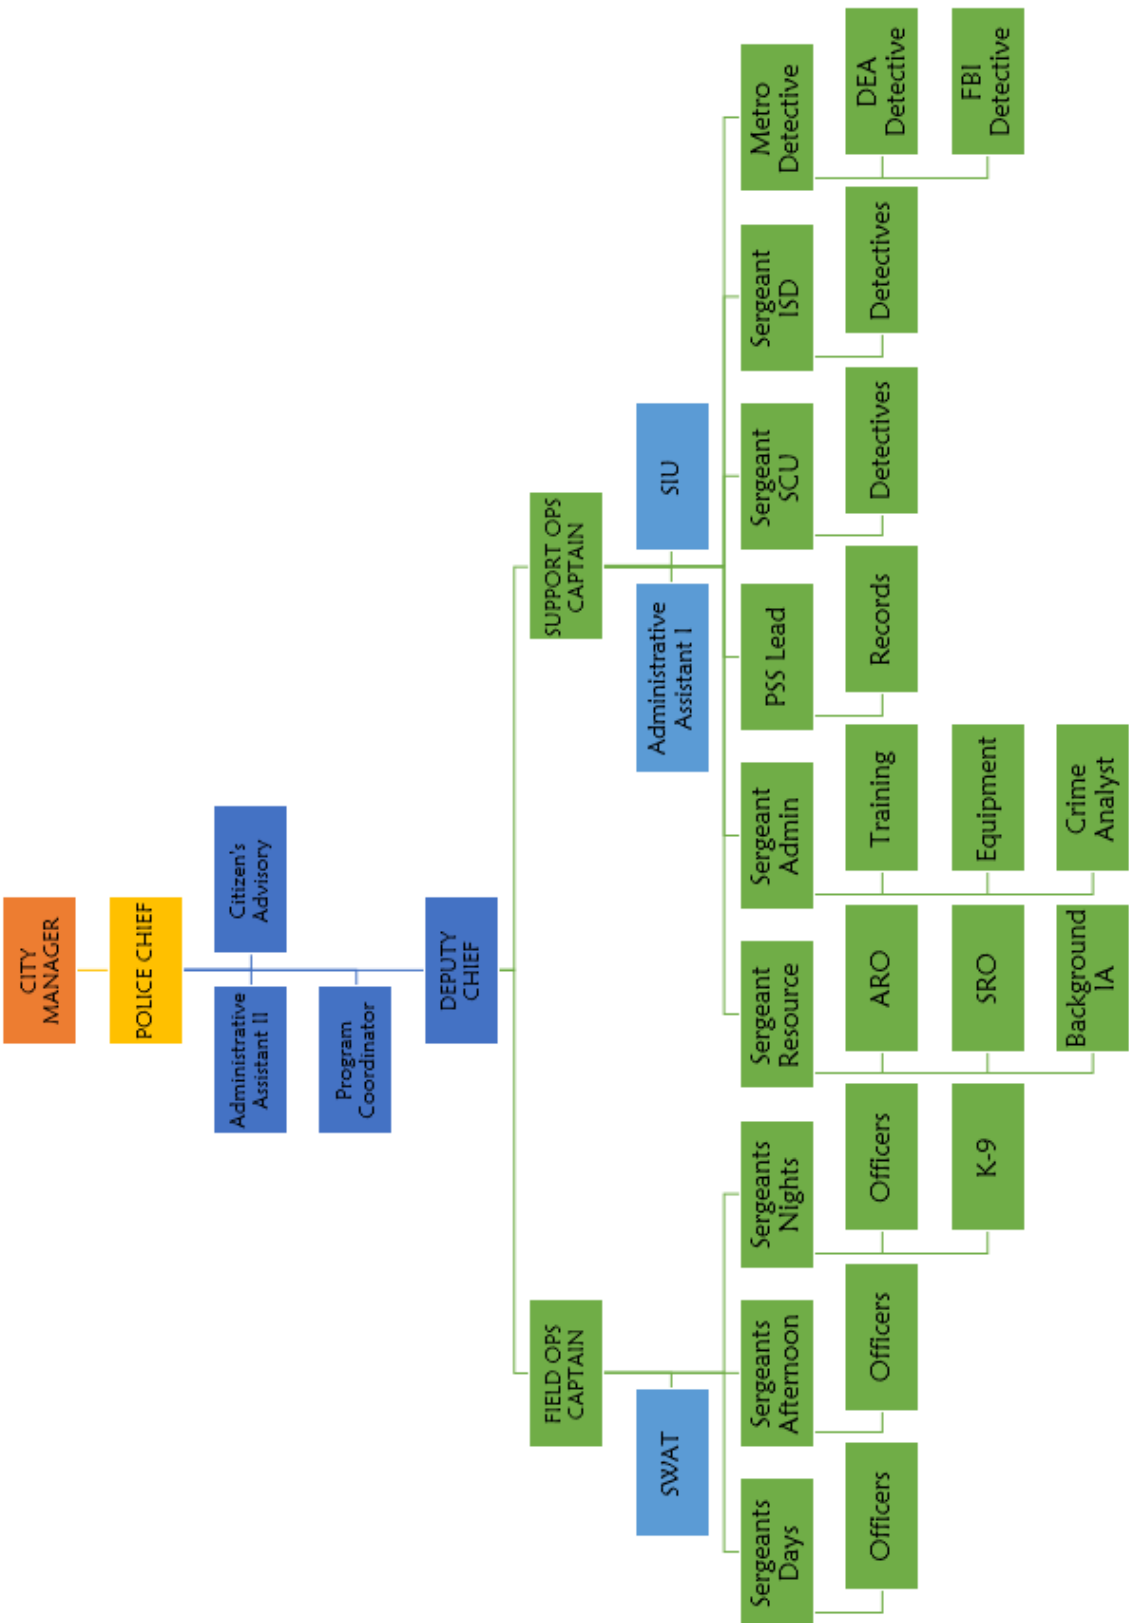 CITY
MANAGER
POLICE CHIEF
Administrative
Assistant II
Citizen's
Advisory
Program
Coordinator
DEPUTY
CHIEF
FIELD OPS
CAPTAIN
SUPPORT OPS
CAPTAIN
SWAT
Administrative
Assistant I
SIU
Sergeants
Days
Sergeants
Afternoon
Sergeants
Nights
Sergeant
Resource
Sergeant
Admin
PSS Lead
Sergeant
SCU
Sergeant
ISD
Metro
Detective
Officers
Officers
Officers
ARO
Training
Records
Detectives
Detectives
DEA
Detective
K-9
SRO
Equipment
FBI
Detective
Background
IA
Crime
Analyst